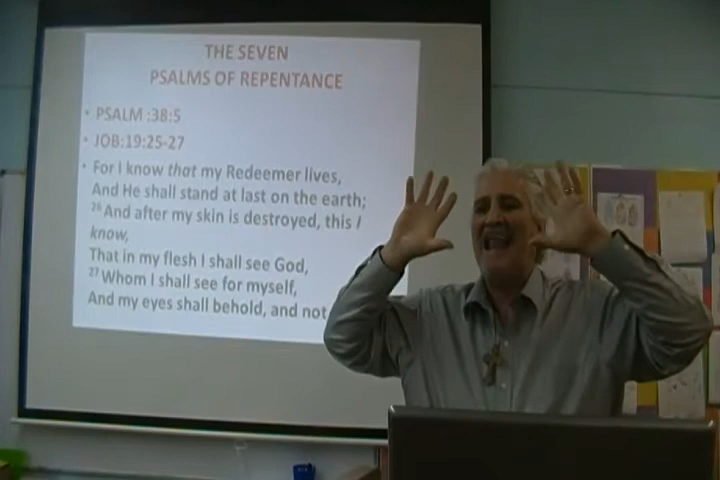 THE SEVEN
PSALMS OF REPENTANCE
• PSALM :38:5
• JOB:19:25-27
• For I know that my Redeemer lives,
And He shall stand at last on the earth;
26 And after my skin is destroyed, this I
know,
That in my flesh I shall see God,
27 Whom I shall see for myself,
And my eyes shall behold, and not